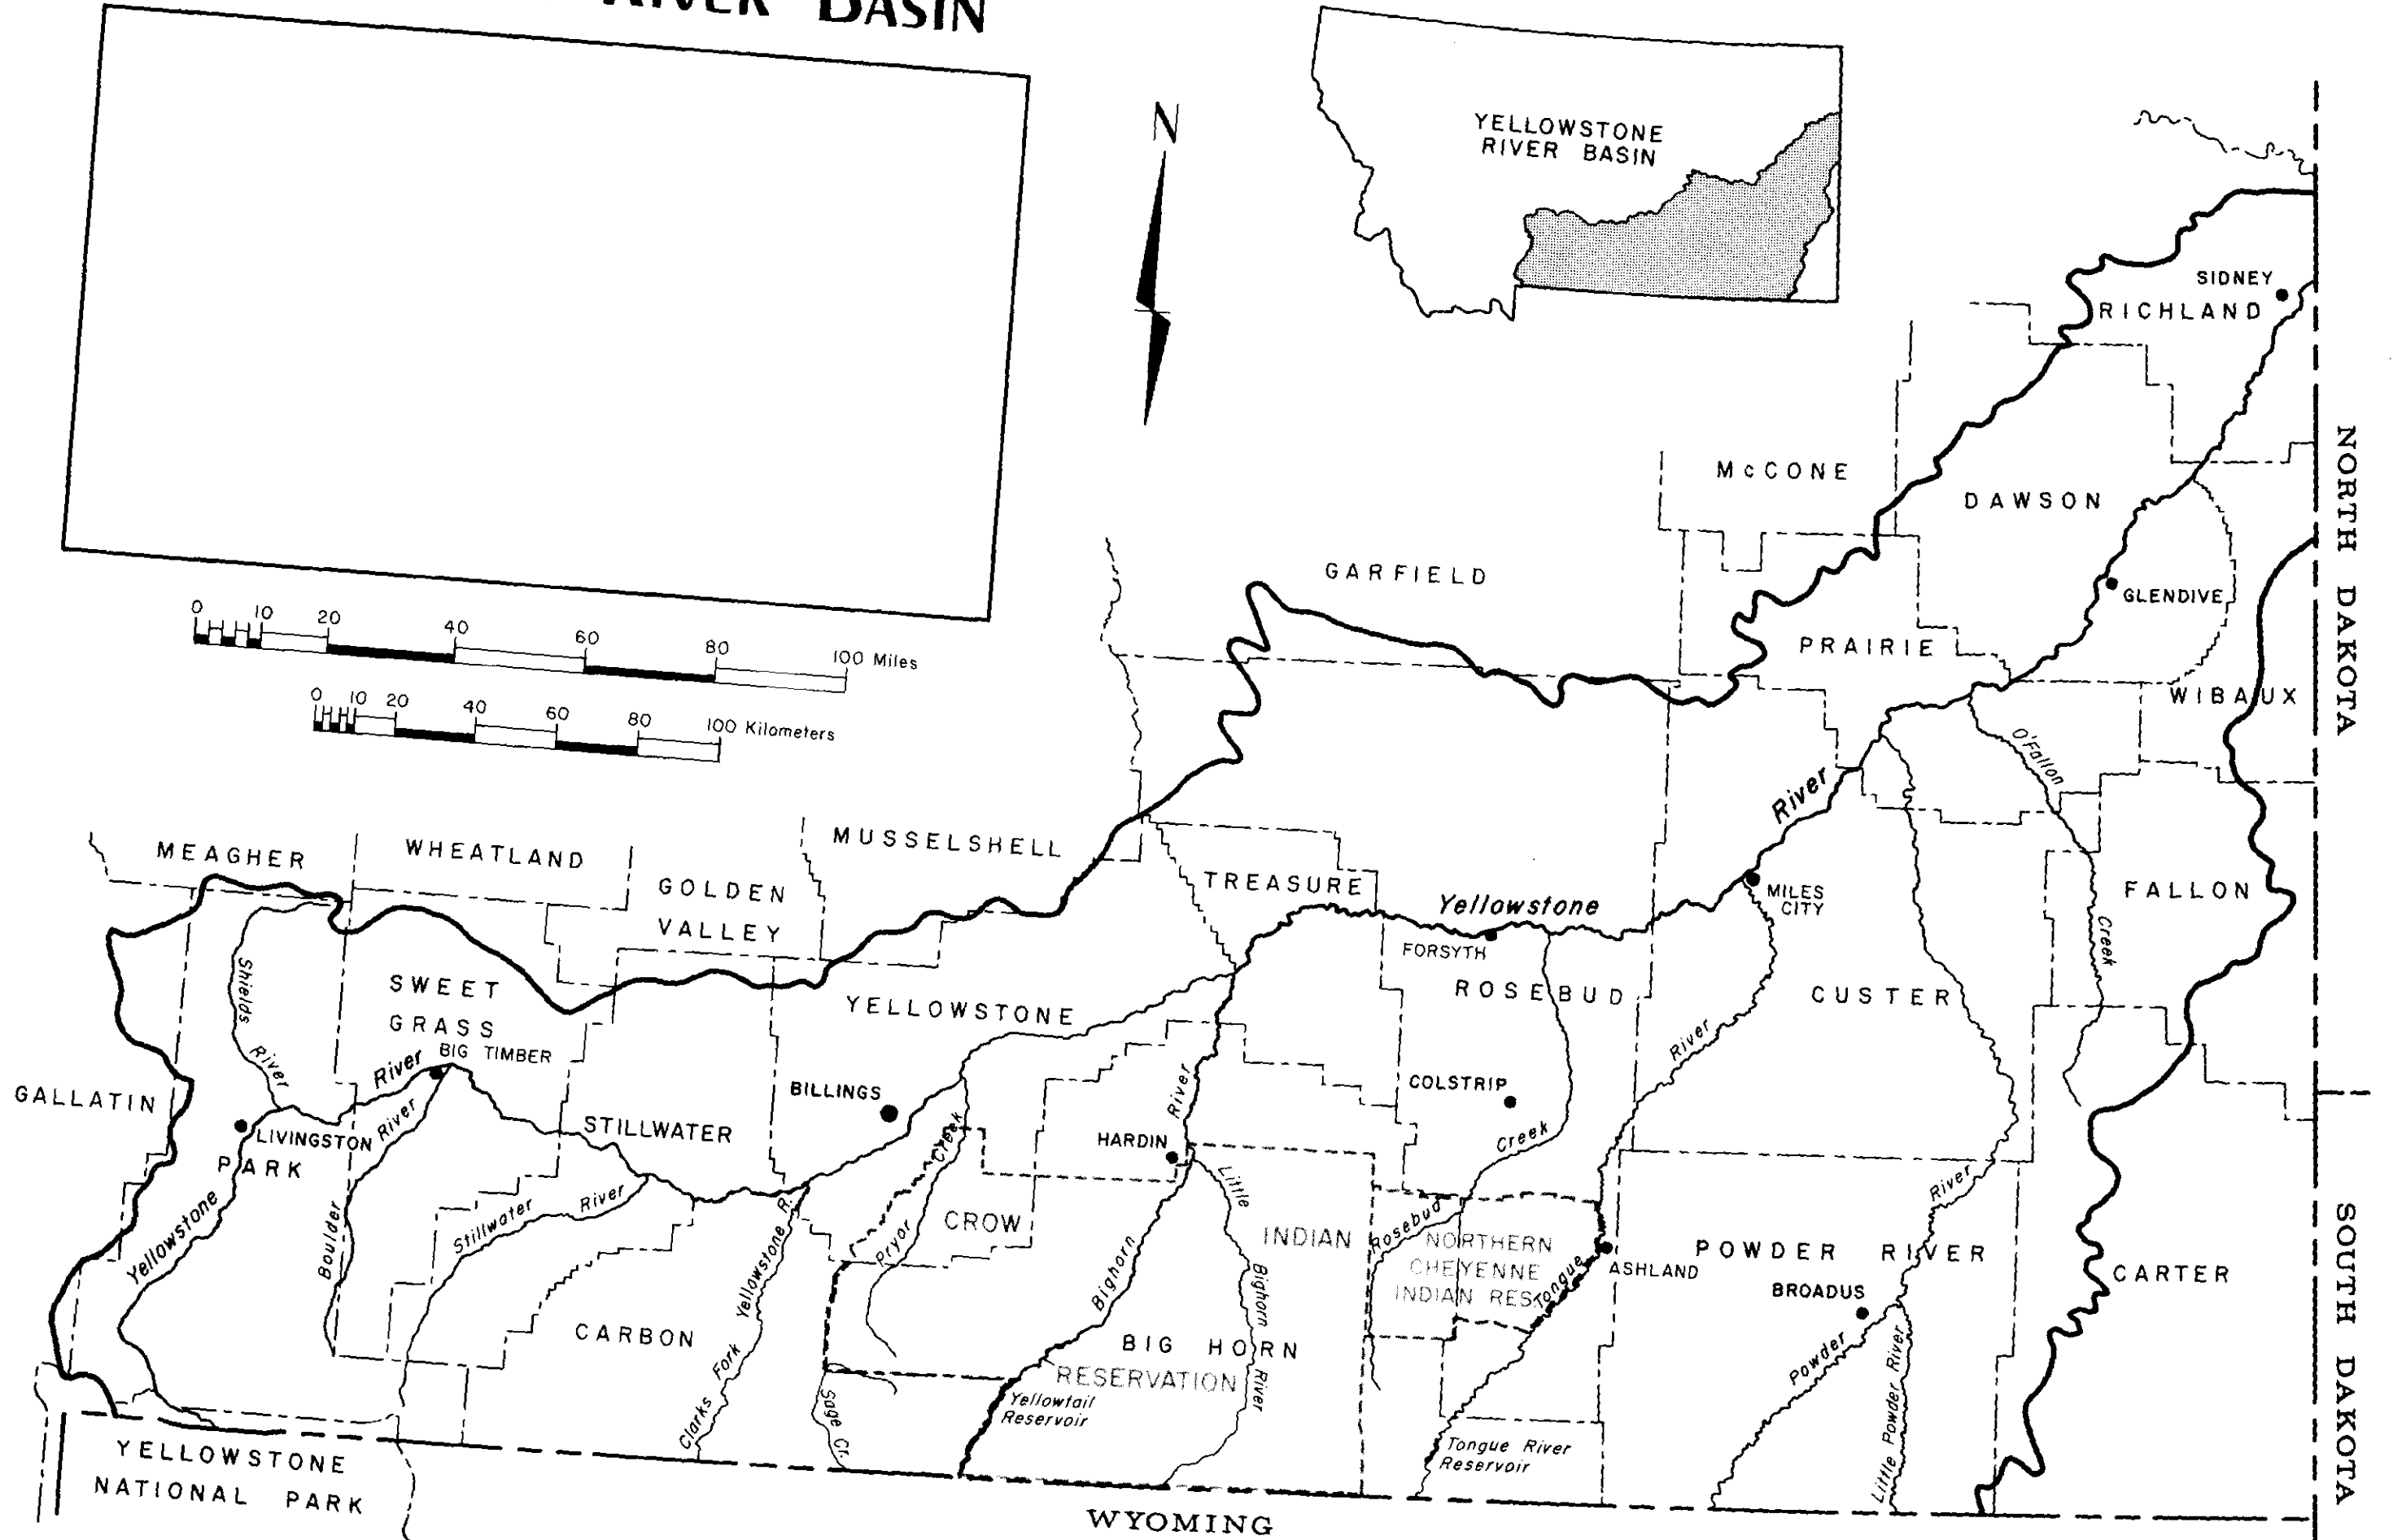 RIVER BASIN
N
YELLOWSTONE
RIVER BASIN
0 10 20 40 60 80 100 Miles
0 10 20 40 60 80 100 Kilometers
SIDNEY
RICHLAND
McCONE
DAWSON
NORTH DAKOTA
GARFIELD
GLENDIVE
PRAIRIE
WIBAUX
O'Fallon
Creek
River
MEAGHER
WHEATLAND
GOLDEN
VALLEY
MUSSELSHELL
TREASURE
Yellowstone
MILES
CITY
FALLON
FORSYTH
ROSEBUD
CUSTER
Shields
River
SWEET
GRASS
BIG TIMBER
River
YELLOWSTONE
River
GALLATIN
BILLINGS
COLSTRIP
LIVINGSTON
PARK
River
STILLWATER
Creek
River
HARDIN
Creek
Yellowstone
Boulder
Stillwater River
Clarks Fork Yellowstone R.
Pryor
CROW
Bighorn
Little Bighorn River
INDIAN
Rosebud
NORTHERN
CHEYENNE
INDIAN RES.
Tongue
ASHLAND
POWDER RIVER
River
BROADUS
CARTER
SOUTH DAKOTA
CARBON
BIG HORN
RESERVATION
Powder
Little Powder River
Sage Cr.
Yellowtail
Reservoir
Tongue River
Reservoir
YELLOWSTONE
NATIONAL PARK
WYOMING